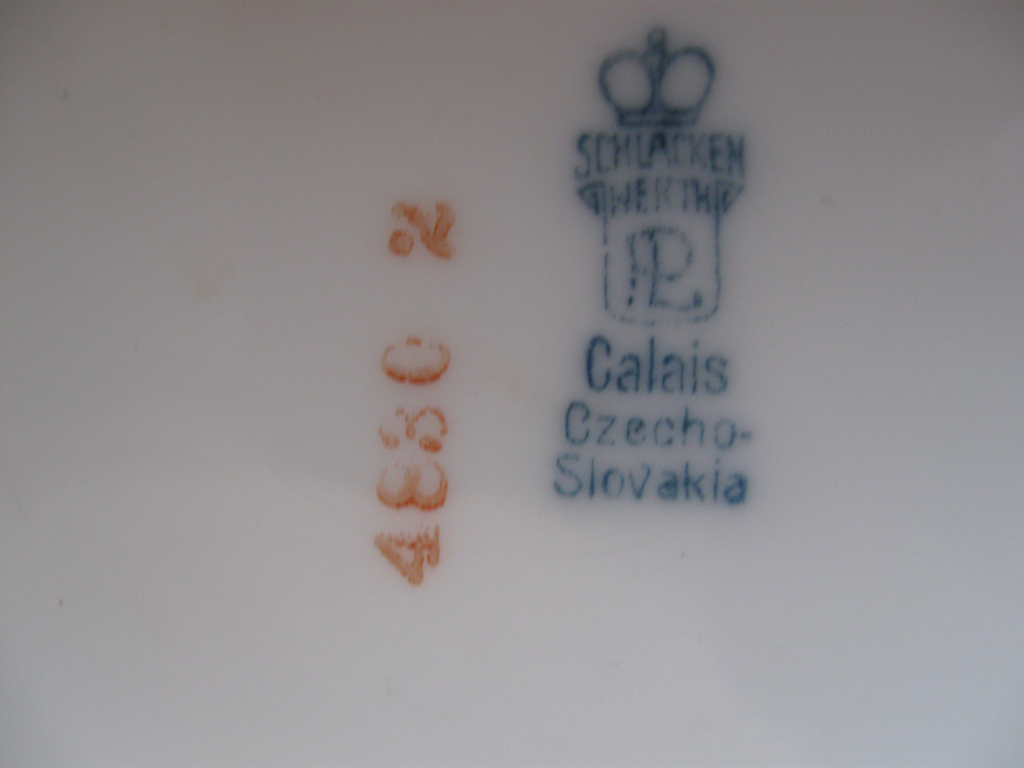 SCHLACKEN
WERTH
PL
Calais
Czecho-
Slovakia
4830 2